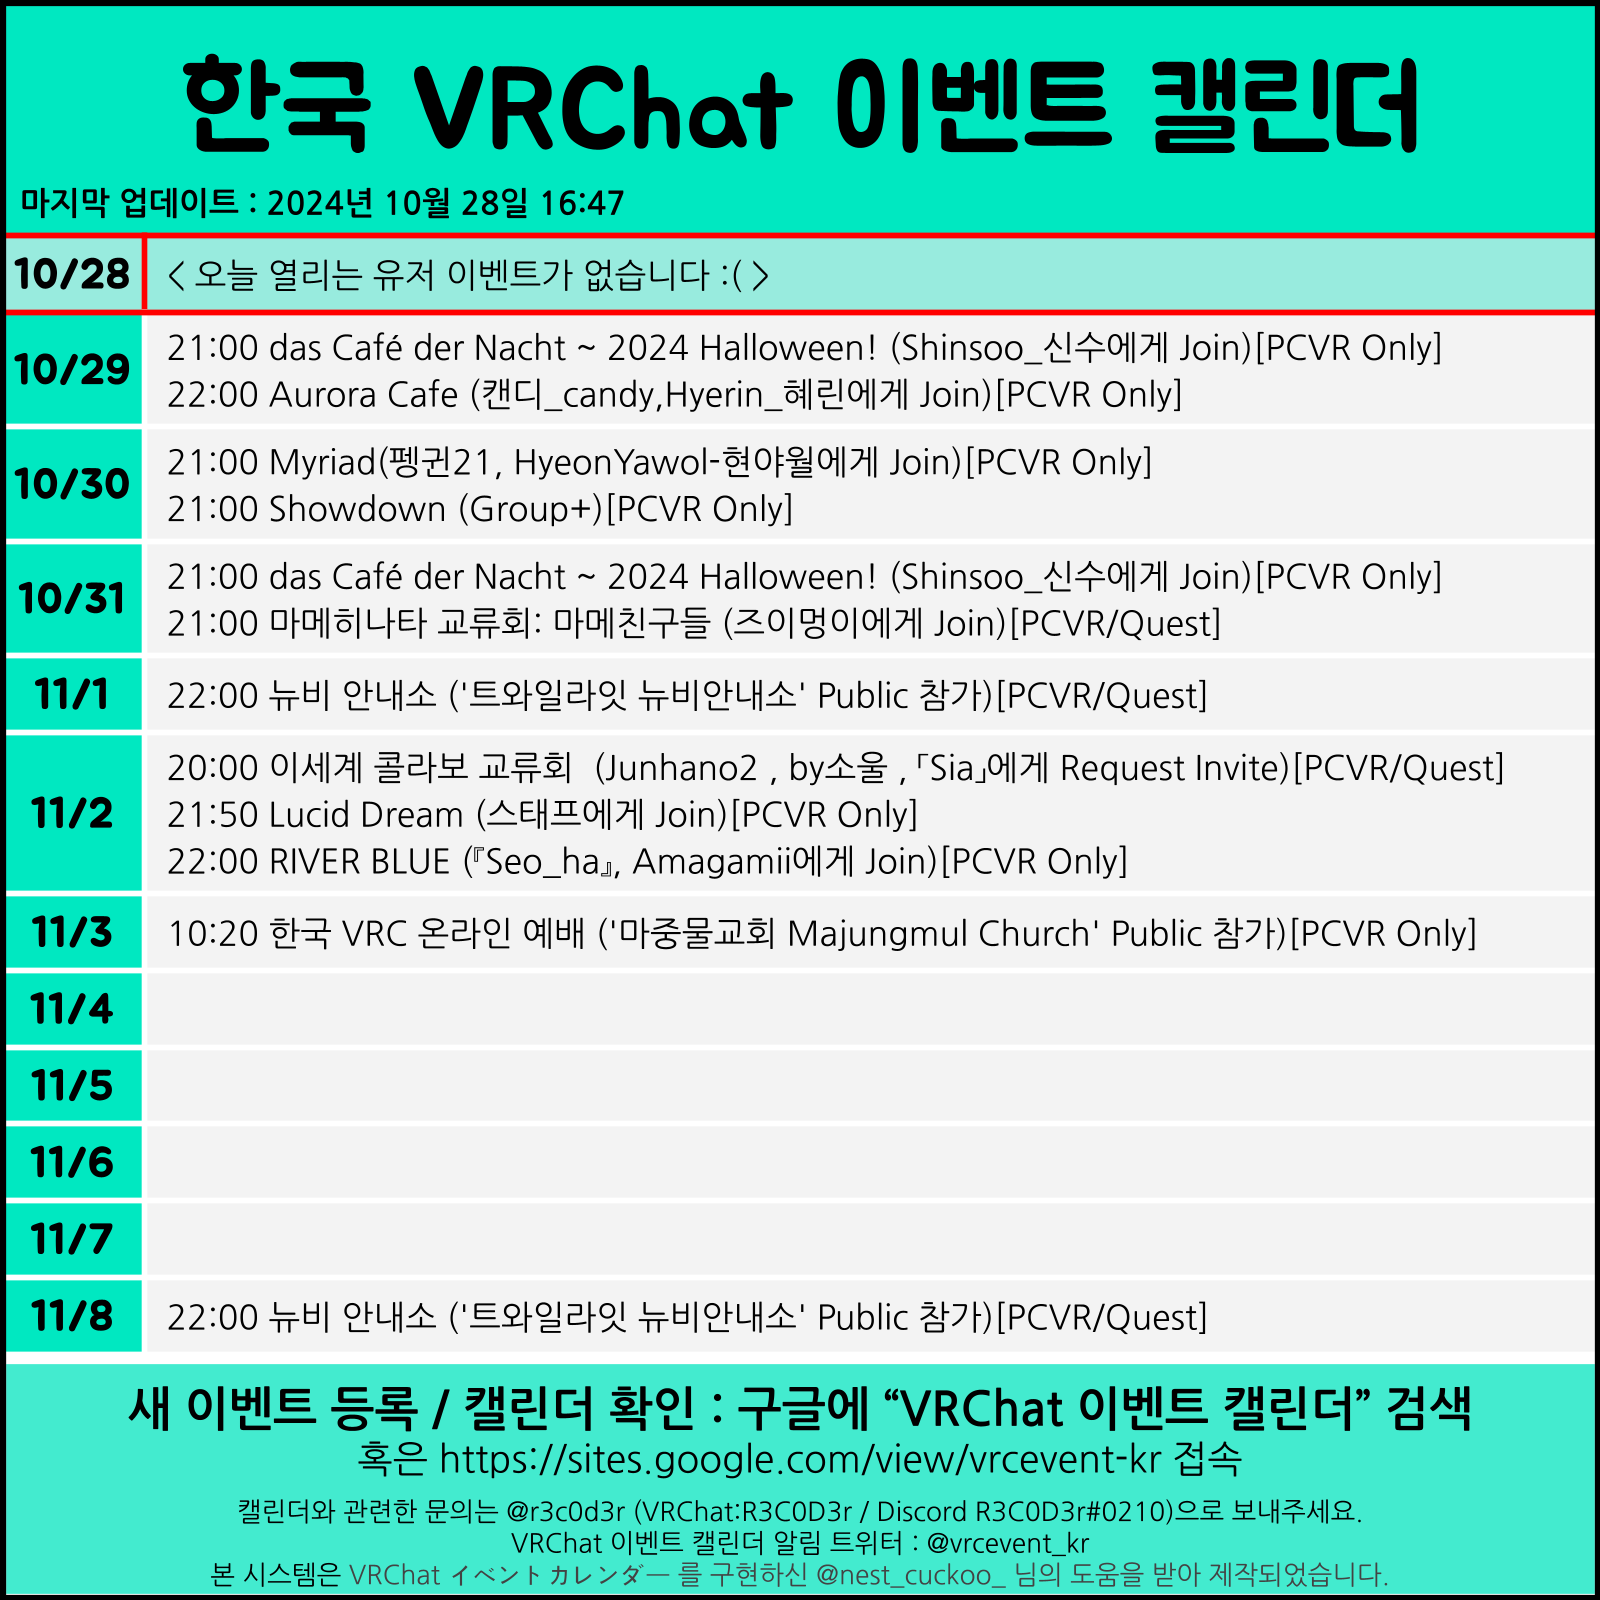 한국 VRChat 이벤트 캘린더
마지막 업데이트 : 2024년 10월 28일 16:47
10/28
< 오늘 열리는 유저 이벤트가 없습니다 :( >
10/29
21:00 das Café der Nacht ~ 2024 Halloween! (Shinsoo_신수에게 Join)[PCVR Only]
22:00 Aurora Cafe (캔디_candy,Hyerin_혜린에게 Join)[PCVR Only]
10/30
21:00 Myriad(펭귄21, HyeonYawol-현야월에게 Join)[PCVR Only]
21:00 Showdown (Group+)[PCVR Only]
10/31
21:00 das Café der Nacht ~ 2024 Halloween! (Shinsoo_신수에게 Join)[PCVR Only]
21:00 마메히나타 교류회: 마메친구들 (즈이멍이에게 Join)[PCVR/Quest]
11/1
22:00 뉴비 안내소 ('트와일라잇 뉴비안내소' Public 참가)[PCVR/Quest]
11/2
20:00 이세계 콜라보 교류회  (Junhano2 , by소울 ,「Sia」에게 Request Invite)[PCVR/Quest]
21:50 Lucid Dream (스태프에게 Join)[PCVR Only]
22:00 RIVER BLUE (『Seo_ha』, Amagamii에게 Join)[PCVR Only]
11/3
10:20 한국 VRC 온라인 예배 ('마중물교회 Majungmul Church' Public 참가)[PCVR Only]
11/4
11/5
11/6
11/7
11/8
22:00 뉴비 안내소 ('트와일라잇 뉴비안내소' Public 참가)[PCVR/Quest]
새 이벤트 등록 / 캘린더 확인 : 구글에 “VRChat 이벤트 캘린더” 검색
혹은 https://sites.google.com/view/vrcevent-kr 접속
캘린더와 관련한 문의는 @r3c0d3r (VRChat:R3C0D3r / Discord R3C0D3r#0210)으로 보내주세요.
VRChat 이벤트 캘린더 알림 트위터 : @vrcevent_kr
본 시스템은 VRChat イベントカレンダー 를 구현하신 @nest_cuckoo_ 님의 도움을 받아 제작되었습니다.